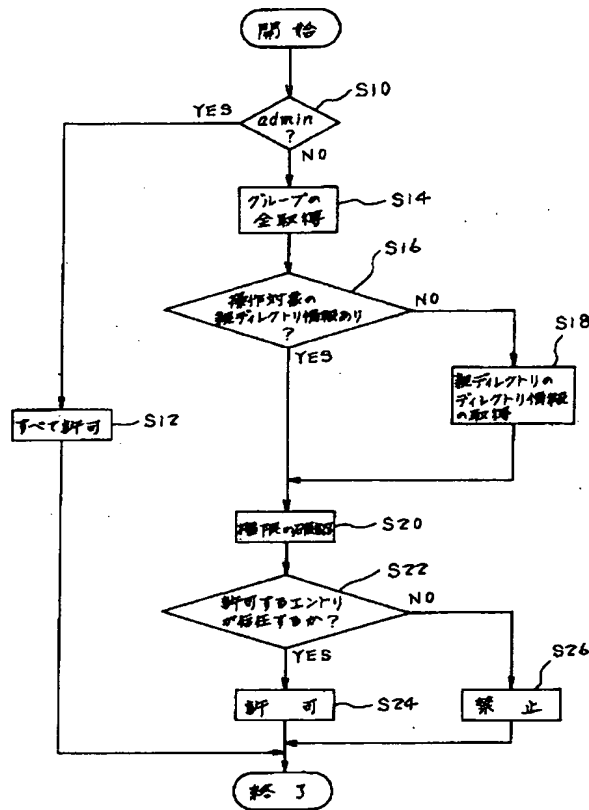 開始
S10
YES
admin
?
NO
グループの
全取得
S14
S16
操作対象の
親ディレクトリ情報あり
?
NO
YES
S18
親ディレクトリの
ディレクトリ情報
の取得
すべて許可
S12
権限の確認
S20
S22
許可するエントリ
が存在するか?
NO
YES
S26
許可
S24
禁止
終了